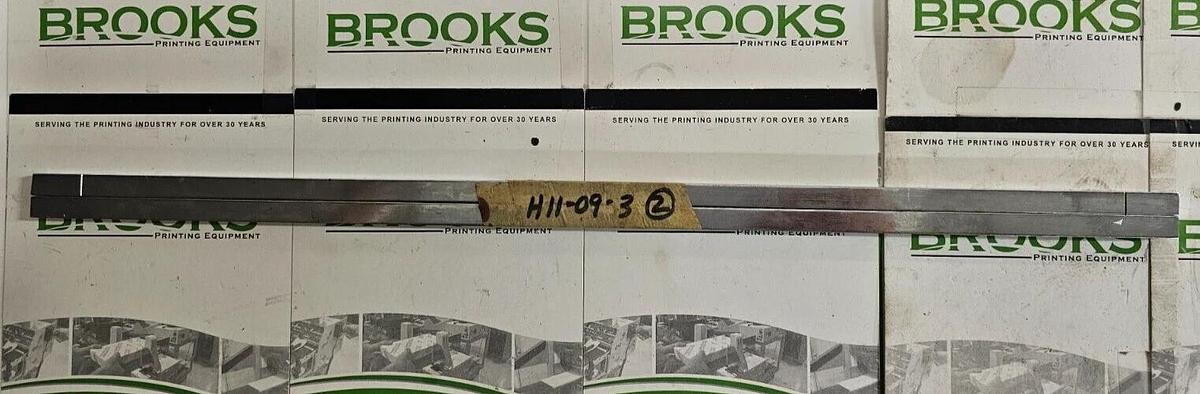 BROOKS
PRINTING EQUIPMENT
BROOKS
PRINTING EQUIPMENT
BROOKS
PRINTING EQUIPMENT
BROOKS
PRINTING EQUIPMENT
SERVING THE PRINTING INDUSTRY FOR OVER 30 YEARS
SERVING THE PRINTING INDUSTRY FOR OVER 30 YEARS
SERVING THE PRINTING INDUSTRY FOR OVER 30 YEARS
SERVING THE PRINTING INDUSTRY FOR OVER 30 YEARS
H11-09-3 ②
PRINTING EQUIPMENT
PRINTING EQUIPMENT
PRINTING EQUIPMENT
BROOKS
PRINTING EQUIPMENT